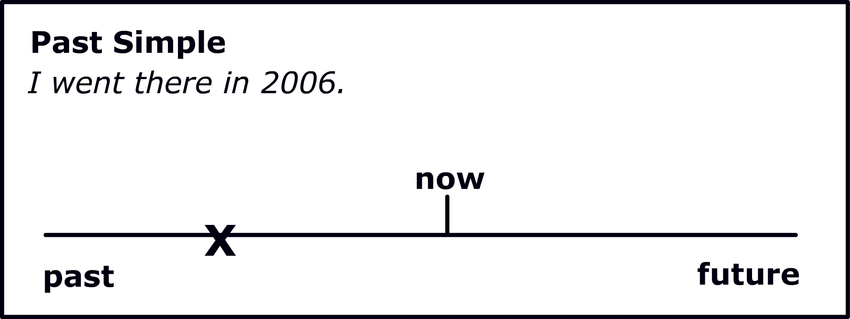 Past Simple
I went there in 2006.
now
X
past future